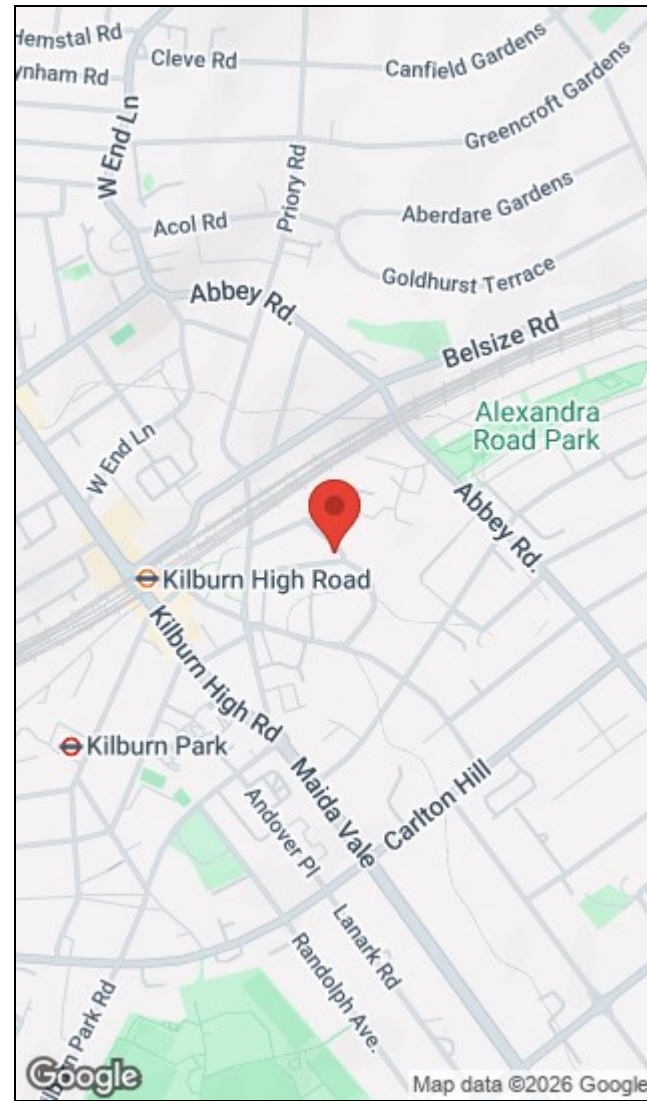 Hemstal Rd
ynham Rd
Cleve Rd
Canfield Gardens
Greencroft Gardens
W End Ln
Priory Rd
Acol Rd
Aberdare Gardens
Goldhurst Terrace
Abbey Rd.
Belsize Rd
Alexandra
Road Park
W End Ln
Abbey Rd.
Kilburn High Road
Kilburn High Rd
Kilburn Park
Maida Vale
Carlton Hill
Andover Pl
Lanark Rd
Randolph Ave.
ilburn Park Rd
Google
Map data ©2026 Google